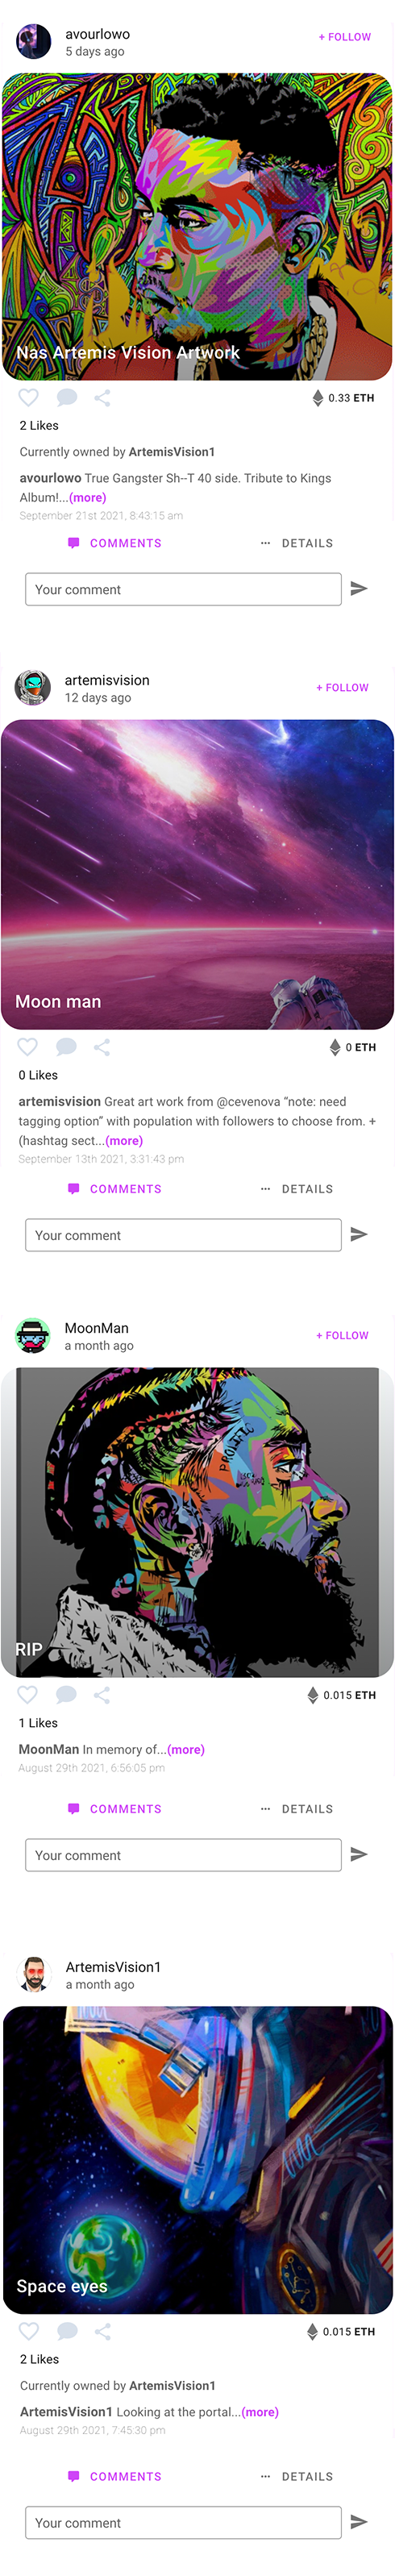 avourlowo
+ FOLLOW
5 days ago
Nas Artemis Vision Artwork
0.33 ETH
2 Likes
Currently owned by ArtemisVision1
avourlowo True Gangster Sh--T 40 side. Tribute to Kings
Album!...(more)
September 21st 2021, 8:43:15 am
COMMENTS
DETAILS
Your comment
artemisvision
+ FOLLOW
12 days ago
Moon man
0 ETH
0 Likes
artemisvision Great art work from @cevenova “note: need
tagging option” with population with followers to choose from. +
(hashtag sect...(more)
September 13th 2021, 3:31:43 pm
COMMENTS
DETAILS
Your comment
MoonMan
+ FOLLOW
a month ago
PROLIFIC
RIP
0.015 ETH
1 Likes
MoonMan In memory of...(more)
August 29th 2021, 6:56:05 pm
COMMENTS
DETAILS
Your comment
ArtemisVision1
a month ago
Space eyes
0.015 ETH
2 Likes
Currently owned by ArtemisVision1
ArtemisVision1 Looking at the portal...(more)
August 29th 2021, 7:45:30 pm
COMMENTS
DETAILS
Your comment